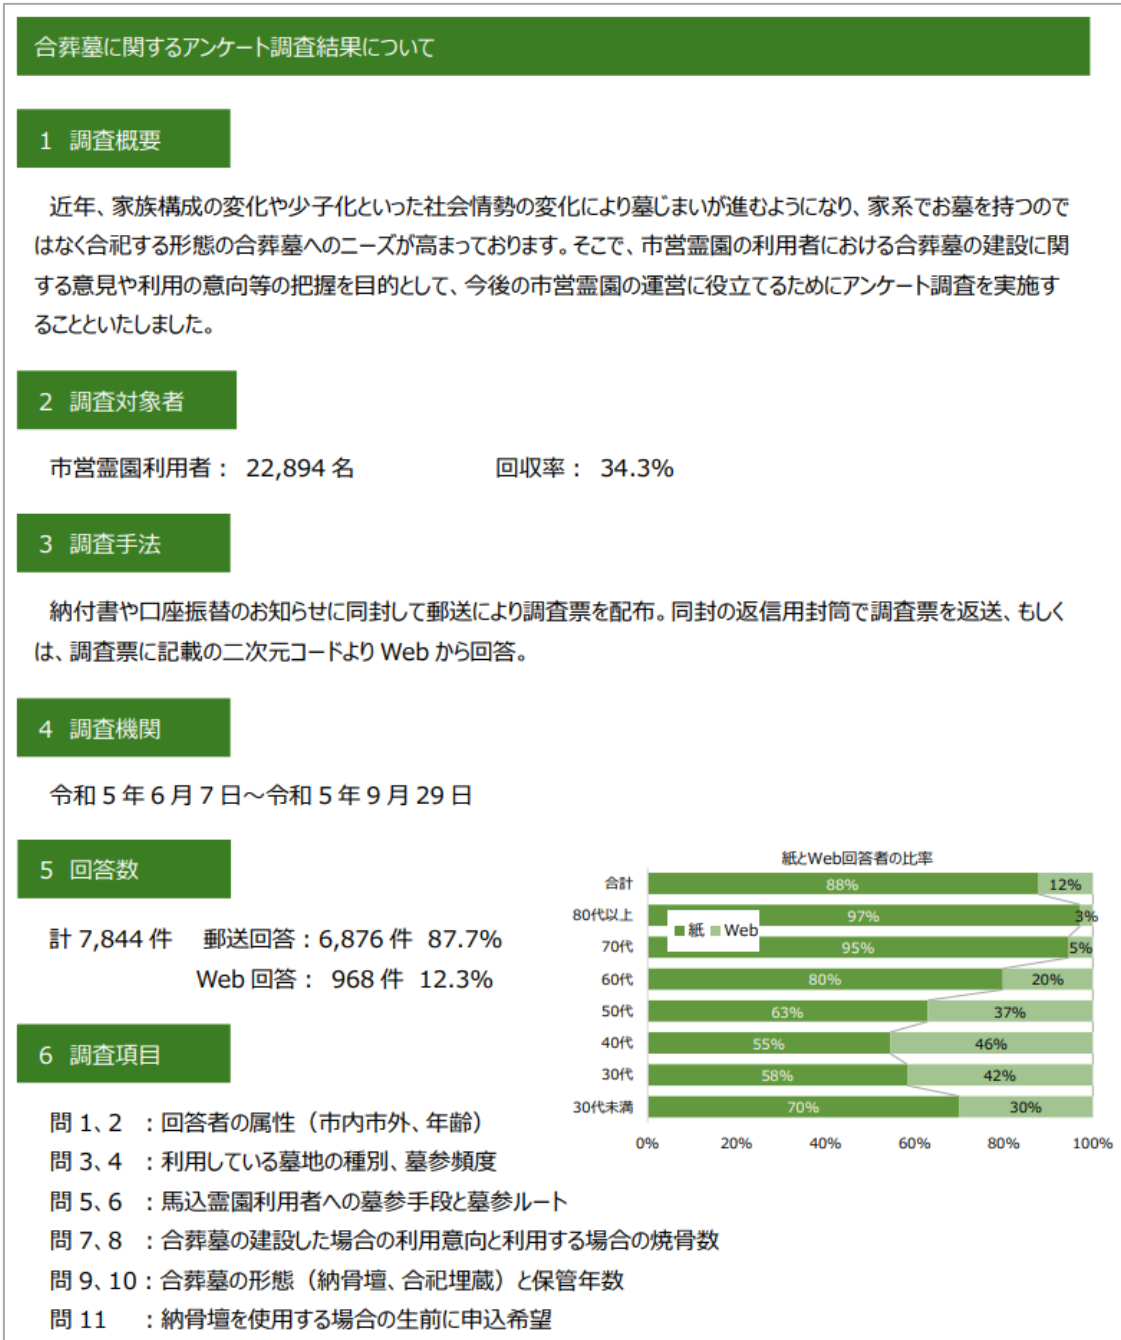 合葬墓に関するアンケート調査結果について
1 調査概要
近年、家族構成の変化や少子化といった社会情勢の変化により墓じまいが進むようになり、家系でお墓を持つので
はなく合祀する形態の合葬墓へのニーズが高まっております。そこで、市営霊園の利用者における合葬墓の建設に関
する意見や利用の意向等の把握を目的として、今後の市営霊園の運営に役立てるためにアンケート調査を実施す
ることといたしました。
2 調査対象者
市営霊園利用者： 22,894 名 回収率： 34.3%
3 調査手法
納付書や口座振替のお知らせに同封して郵送により調査票を配布。同封の返信用封筒で調査票を返送、もしく
は、調査票に記載の二次元コードより Web から回答。
4 調査機関
令和 5 年 6 月 7 日～令和 5 年 9 月 29 日
5 回答数
計 7,844 件 郵送回答：6,876 件 87.7%
Web 回答： 968 件 12.3%
紙とWeb回答者の比率
合計 88% 12%
80代以上 97% 3%
紙 Web
70代 95% 5%
60代 80% 20%
50代 63% 37%
40代 55% 46%
30代 58% 42%
30代未満 70% 30%
0% 20% 40% 60% 80% 100%
6 調査項目
問 1、2 ：回答者の属性（市内市外、年齢）
問 3、4 ：利用している墓地の種別、墓参頻度
問 5、6 ：馬込霊園利用者への墓参手段と墓参ルート
問 7、8 ：合葬墓の建設した場合の利用意向と利用する場合の焼骨数
問 9、10：合葬墓の形態（納骨壇、合祀埋蔵）と保管年数
問 11 ：納骨壇を使用する場合の生前に申込希望